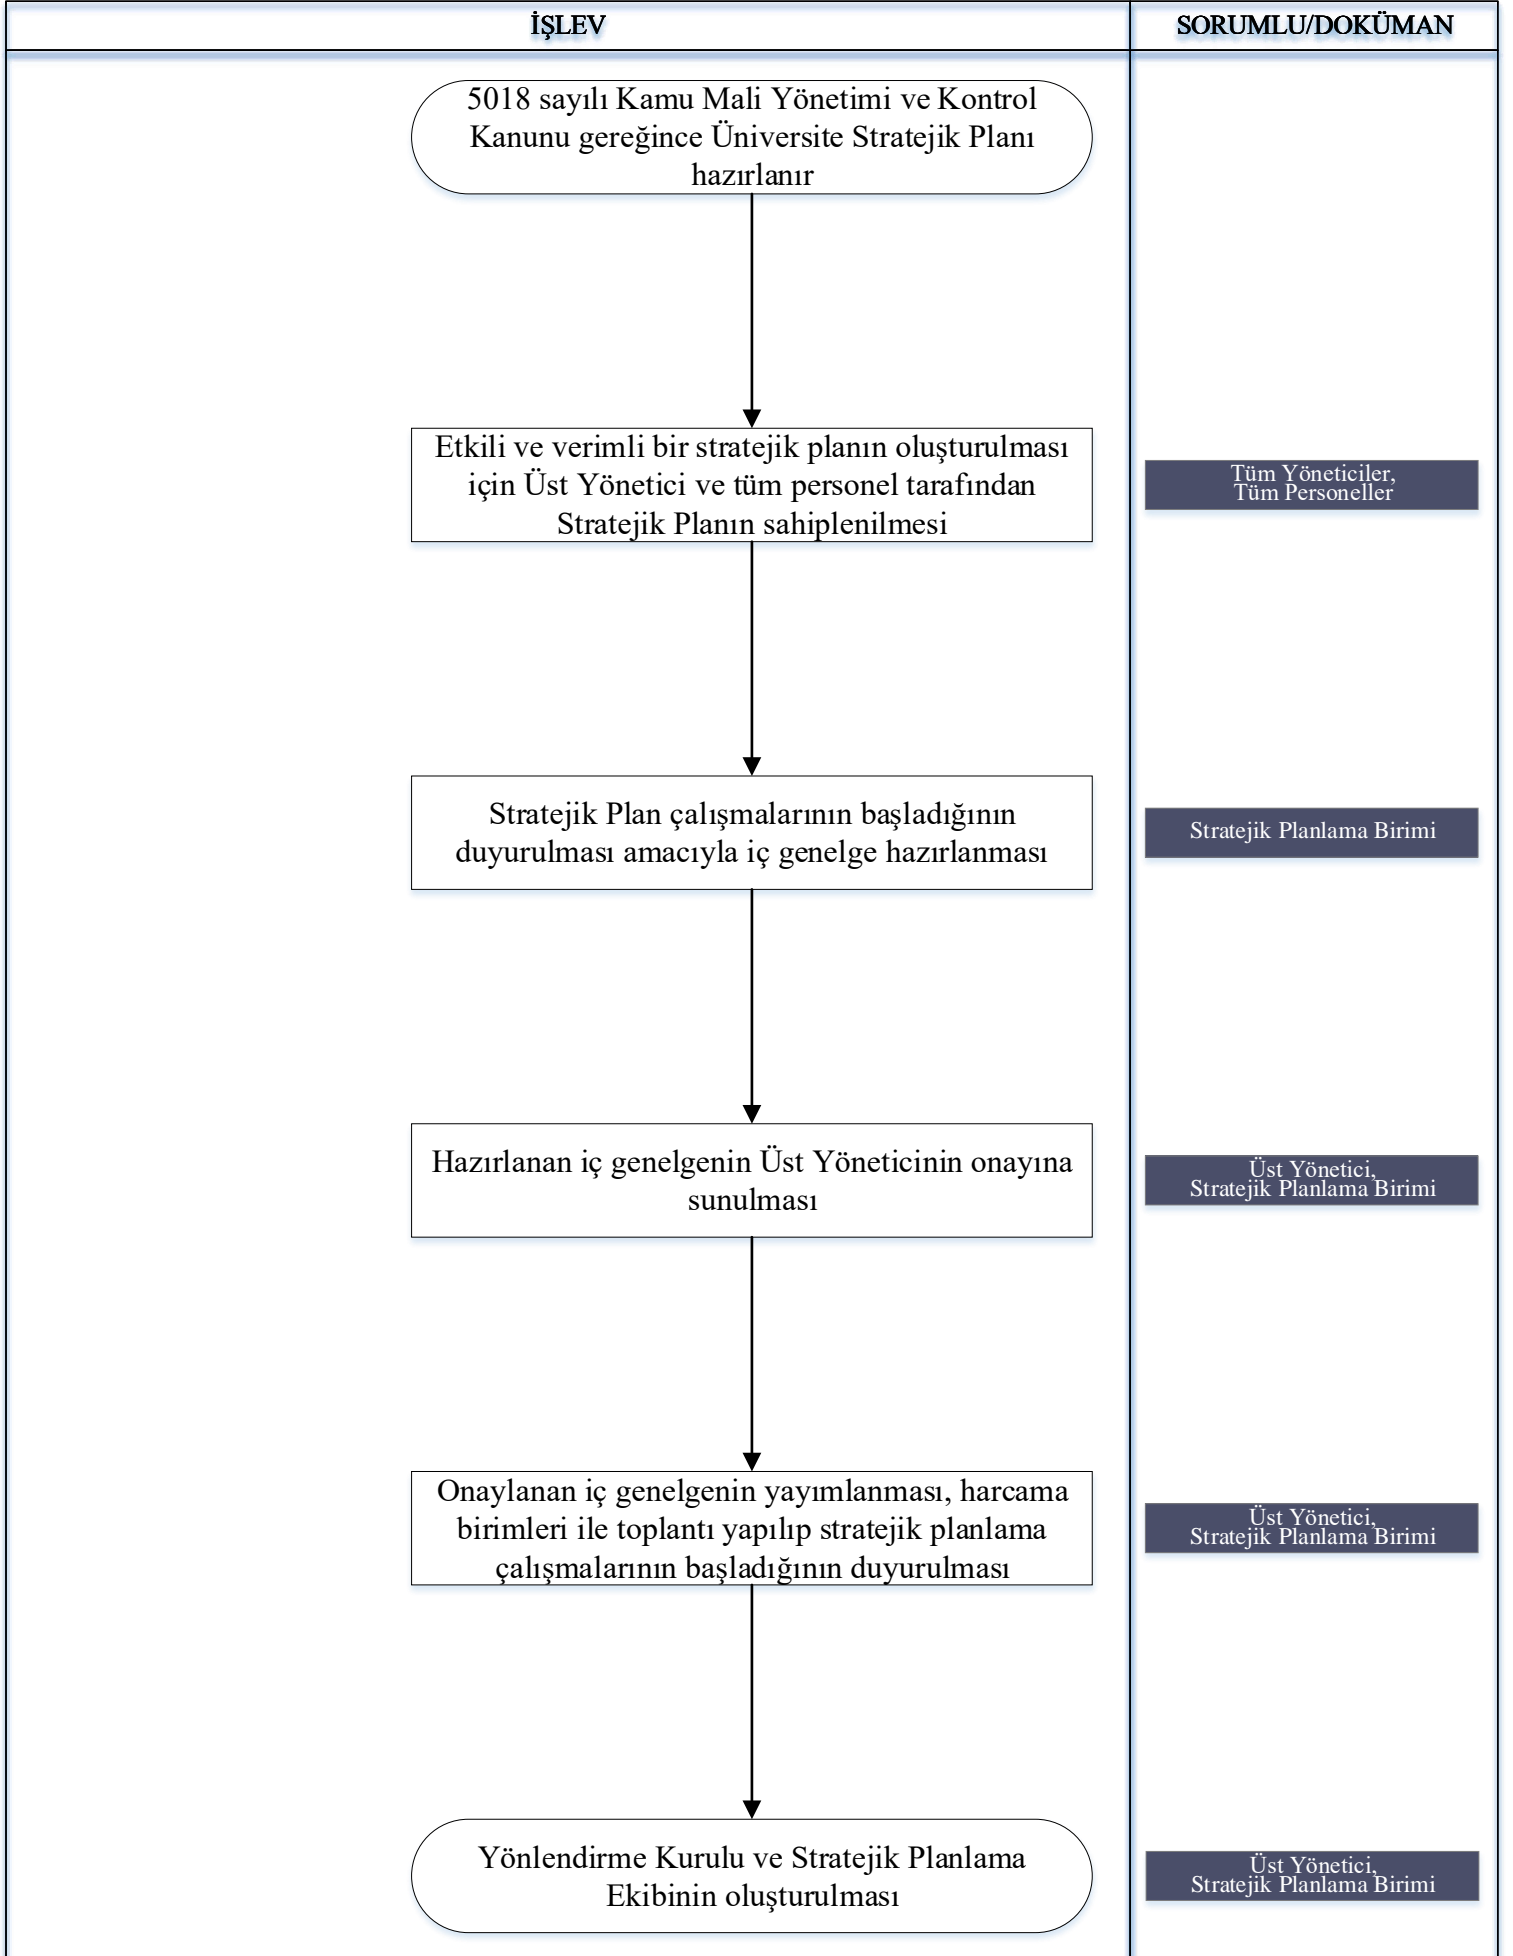 İŞLEV
SORUMLU/DOKÜMAN
5018 sayılı Kamu Mali Yönetimi ve Kontrol
Kanunu gereğince Üniversite Stratejik Planı
hazırlanır
Etkili ve verimli bir stratejik planın oluşturulması
için Üst Yönetici ve tüm personel tarafından
Stratejik Planın sahiplenilmesi
Tüm Yöneticiler,
Tüm Personeller
Stratejik Plan çalışmalarının başladığının
duyurulması amacıyla iç genelge hazırlanması
Stratejik Planlama Birimi
Hazırlanan iç genelgenin Üst Yöneticinin onayına
sunulması
Üst Yönetici,
Stratejik Planlama Birimi
Onaylanan iç genelgenin yayımlanması, harcama
birimleri ile toplantı yapılıp stratejik planlama
çalışmalarının başladığının duyurulması
Üst Yönetici,
Stratejik Planlama Birimi
Yönlendirme Kurulu ve Stratejik Planlama
Ekibinin oluşturulması
Üst Yönetici,
Stratejik Planlama Birimi